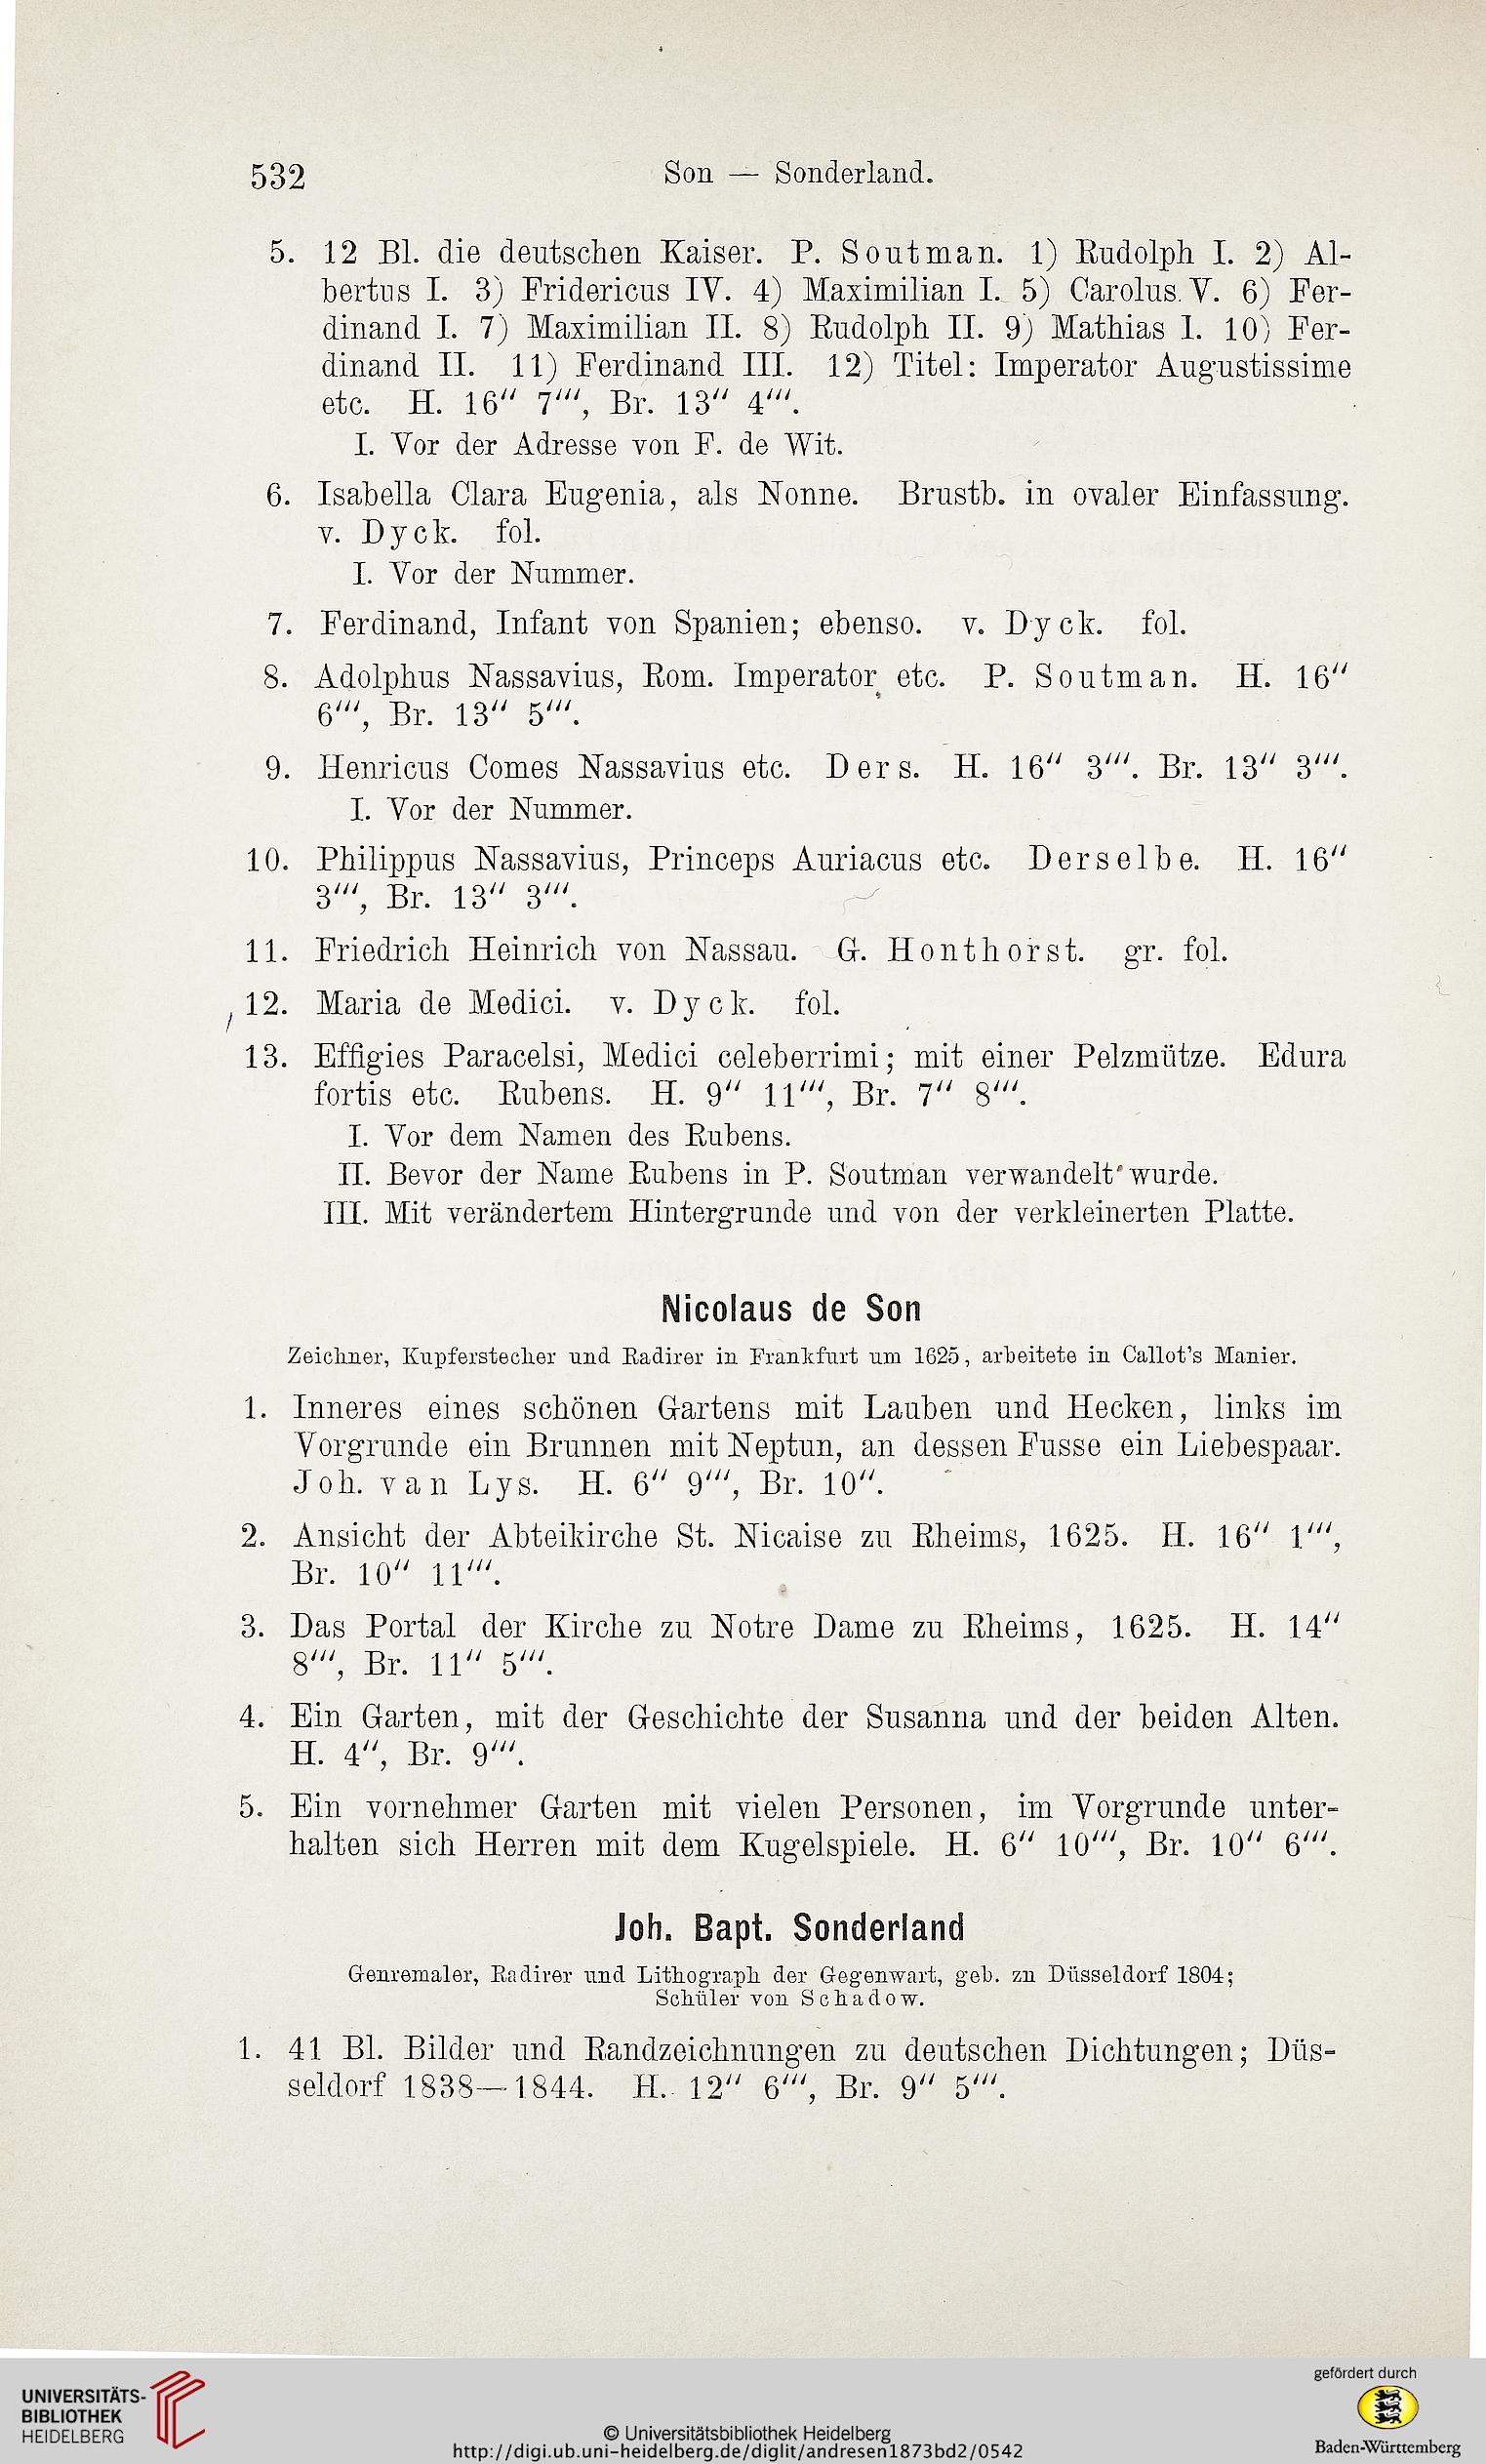 532
Son — Sonderland.
5. 12 Bl. die deutschen Kaiser. P. Soutman. 1) Rudolph I. 2) Al-
bertus I. 3) Fridericus IV. 4) Maximilian I. 5) Carolus. V. 6) Fer-
dinand I. 7) Maximilian II. 8) Rudolph II. 9) Mathias I. 10) Fer-
dinand II. 11) Ferdinand III. 12) Titel: Imperator Augustissime
etc. H. 16″ 7‴, Br. 13″ 4‴.
I. Vor der Adresse von F. de Wit.
6. Isabella Clara Eugenia, als Nonne. Brustb. in ovaler Einfassung.
v. Dyck. fol.
I. Vor der Nummer.
7. Ferdinand, Infant von Spanien; ebenso. v. Dyck. fol.
8. Adolphus Nassavius, Rom. Imperator etc. P. Soutman. H. 16″
6‴, Br. 13″ 5‴.
9. Henricus Comes Nassavius etc. Ders. H. 16″ 3‴. Br. 13″ 3‴.
I. Vor der Nummer.
10. Philippus Nassavius, Princeps Auriacus etc. Derselbe. H. 16″
3‴, Br. 13″ 3‴.
11. Friedrich Heinrich von Nassau. G. Honthorst. gr. fol.
12. Maria de Medici. v. Dyck. fol.
13. Effigies Paracelsi, Medici celeberrimi; mit einer Pelzmütze. Edura
fortis etc. Rubens. H. 9″ 11‴, Br. 7″ 8‴.
I. Vor dem Namen des Rubens.
II. Bevor der Name Rubens in P. Soutman verwandelt wurde.
III. Mit verändertem Hintergrunde und von der verkleinerten Platte.
Nicolaus de Son
Zeichner, Kupferstecher und Radirer in Frankfurt um 1625, arbeitete in Callot's Manier.
1. Inneres eines schönen Gartens mit Lauben und Hecken, links im
Vorgrunde ein Brunnen mit Neptun, an dessen Fusse ein Liebespaar.
Joh. van Lys. H. 6″ 9‴, Br. 10″.
2. Ansicht der Abteikirche St. Nicaise zu Rheims, 1625. H. 16″ 1‴,
Br. 10″ 11‴.
3. Das Portal der Kirche zu Notre Dame zu Rheims, 1625. H. 14″
8‴, Br. 11″ 5‴.
4. Ein Garten, mit der Geschichte der Susanna und der beiden Alten.
H. 4″, Br. 9‴.
5. Ein vornehmer Garten mit vielen Personen, im Vorgrunde unter-
halten sich Herren mit dem Kugelspiele. H. 6″ 10‴, Br. 10″ 6‴.
Joh. Bapt. Sonderland
Genremaler, Radirer und Lithograph der Gegenwart, geb. zu Düsseldorf 1804;
Schüler von Schadow.
1. 41 Bl. Bilder und Randzeichnungen zu deutschen Dichtungen; Düs-
seldorf 1838—1844. H. 12″ 6‴, Br. 9″ 5‴.
UNIVERSITÄTS-
BIBLIOTHEK
HEIDELBERG
© Universitätsbibliothek Heidelberg
http://digi.ub.uni-heidelberg.de/diglit/andresen1873bd2/0542
gefördert durch
Baden-Württemberg